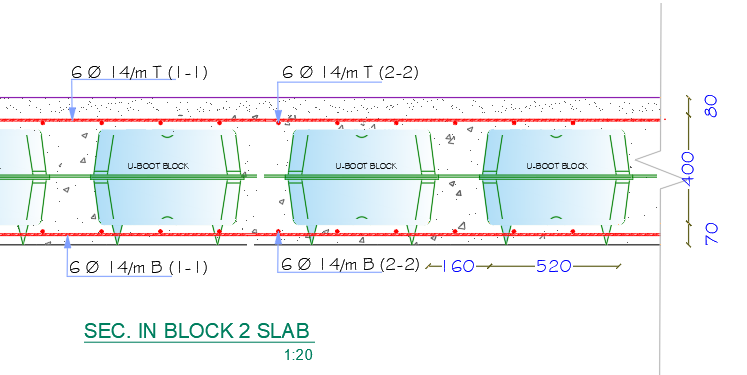 6 Ø 14/m T (1-1)
6 Ø 14/m T (2-2)
80
U-BOOT BLOCK
U-BOOT BLOCK
U-BOOT BLOCK
400
70
6 Ø 14/m B (1-1)
6 Ø 14/m B (2-2)
160
520
SEC. IN BLOCK 2 SLAB
1:20